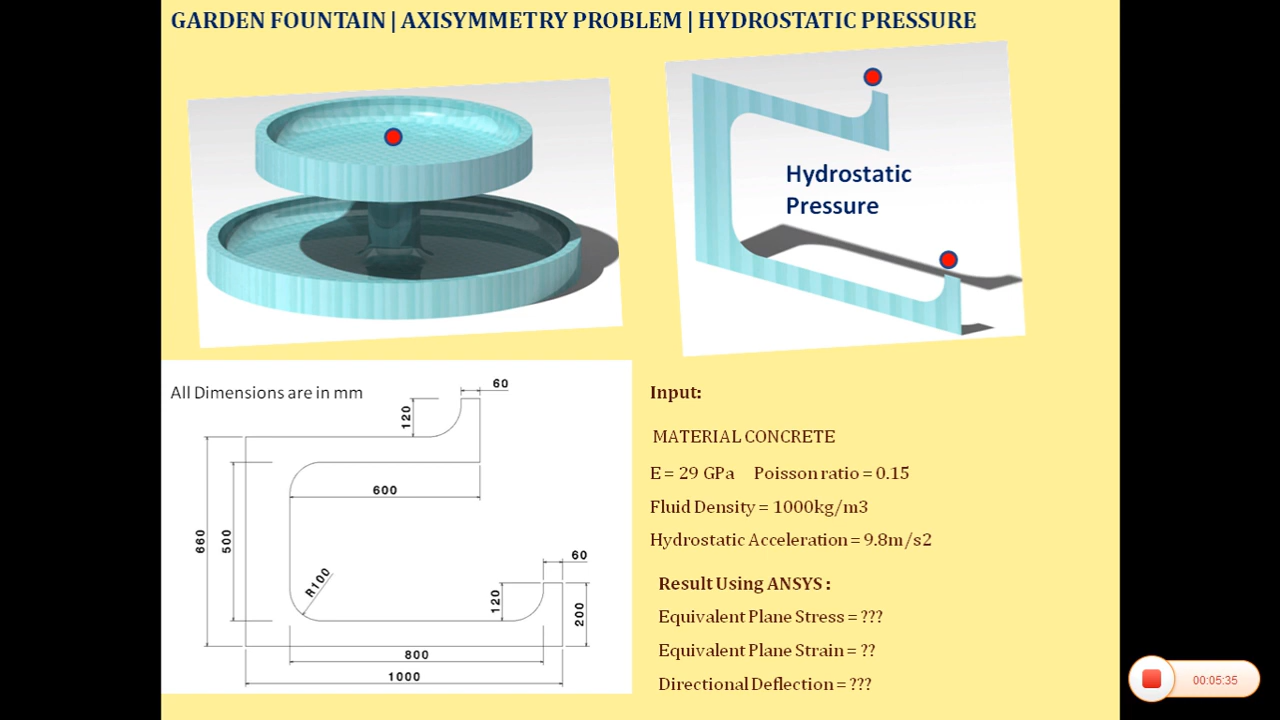 GARDEN FOUNTAIN | AXISYMMETRY PROBLEM | HYDROSTATIC PRESSURE
Hydrostatic
Pressure
All Dimensions are in mm
60
120
600
660
500
R100
60
120
200
800
1000
Input:
MATERIAL CONCRETE
E = 29 GPa Poisson ratio = 0.15
Fluid Density = 1000kg/m3
Hydrostatic Acceleration = 9.8m/s2
Result Using ANSYS :
Equivalent Plane Stress = ???
Equivalent Plane Strain = ??
Directional Deflection = ???
00:05:35